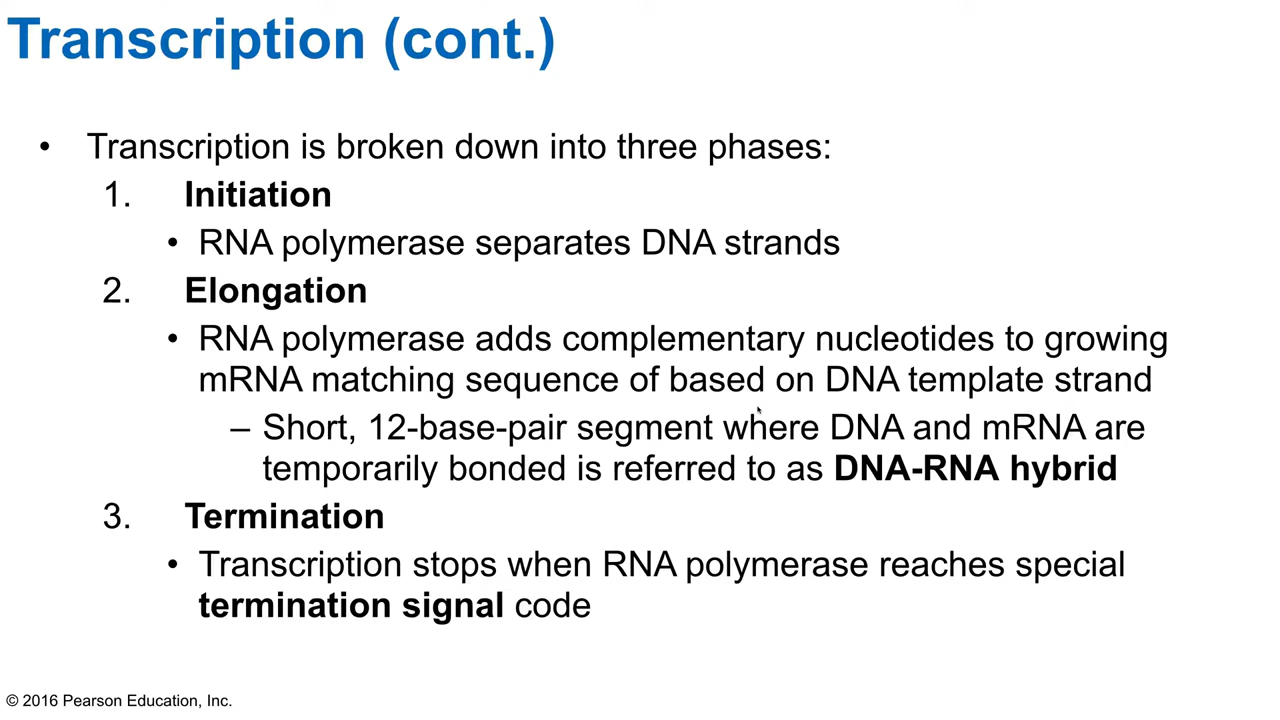 Transcription (cont.)
• Transcription is broken down into three phases:
1. Initiation
• RNA polymerase separates DNA strands
2. Elongation
• RNA polymerase adds complementary nucleotides to growing
mRNA matching sequence of based on DNA template strand
– Short, 12-base-pair segment where DNA and mRNA are
temporarily bonded is referred to as DNA-RNA hybrid
3. Termination
• Transcription stops when RNA polymerase reaches special
termination signal code
© 2016 Pearson Education, Inc.